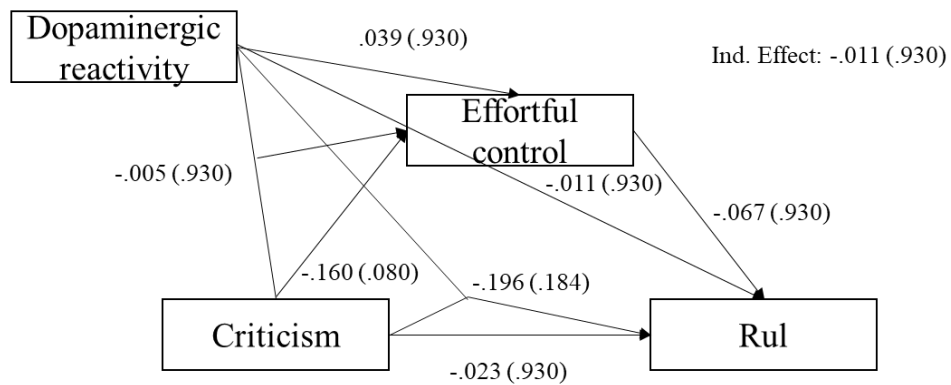 Dopaminergic
reactivity
.039 (.930)
Ind. Effect: -.011 (.930)
Effortful
control
-.005 (.930)
-.011 (.930)
-.067 (.930)
-.160 (.080)
-.196 (.184)
Criticism
Rul
-.023 (.930)